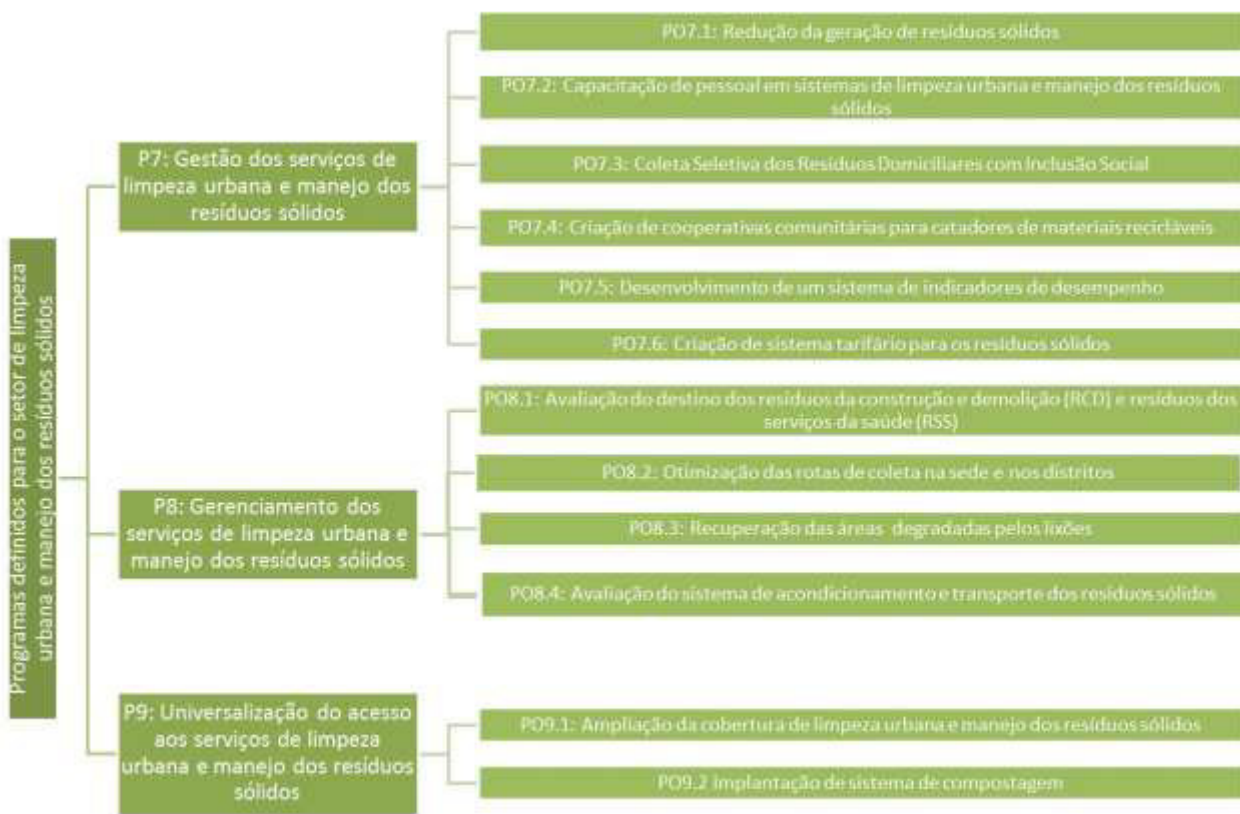 Programas definidos para o setor de limpeza
urbana e manejo dos resíduos sólidos
P7: Gestão dos serviços de
limpeza urbana e manejo dos
resíduos sólidos
PO7.1: Redução da geração de resíduos sólidos
PO7.2: Capacitação de pessoal em sistemas de limpeza urbana e manejo dos resíduos
sólidos
PO7.3: Coleta Seletiva dos Resíduos Domiciliares com Inclusão Social
PO7.4: Criação de cooperativas comunitárias para catadores de materiais recicláveis
PO7.5: Desenvolvimento de um sistema de indicadores de desempenho
PO7.6: Criação de sistema tarifário para os resíduos sólidos
P8: Gerenciamento dos
serviços de limpeza urbana e
manejo dos resíduos sólidos
PO8.1: Avaliação do destino dos resíduos da construção e demolição (RCD) e resíduos dos
serviços da saúde (RSS)
PO8.2: Otimização das rotas de coleta na sede e nos distritos
PO8.3: Recuperação das áreas degradadas pelos lixões
PO8.4: Avaliação do sistema de acondicionamento e transporte dos resíduos sólidos
P9: Universalização do acesso
aos serviços de limpeza
urbana e manejo dos resíduos
sólidos
PO9.1: Ampliação da cobertura de limpeza urbana e manejo dos resíduos sólidos
PO9.2 Implantação de sistema de compostagem